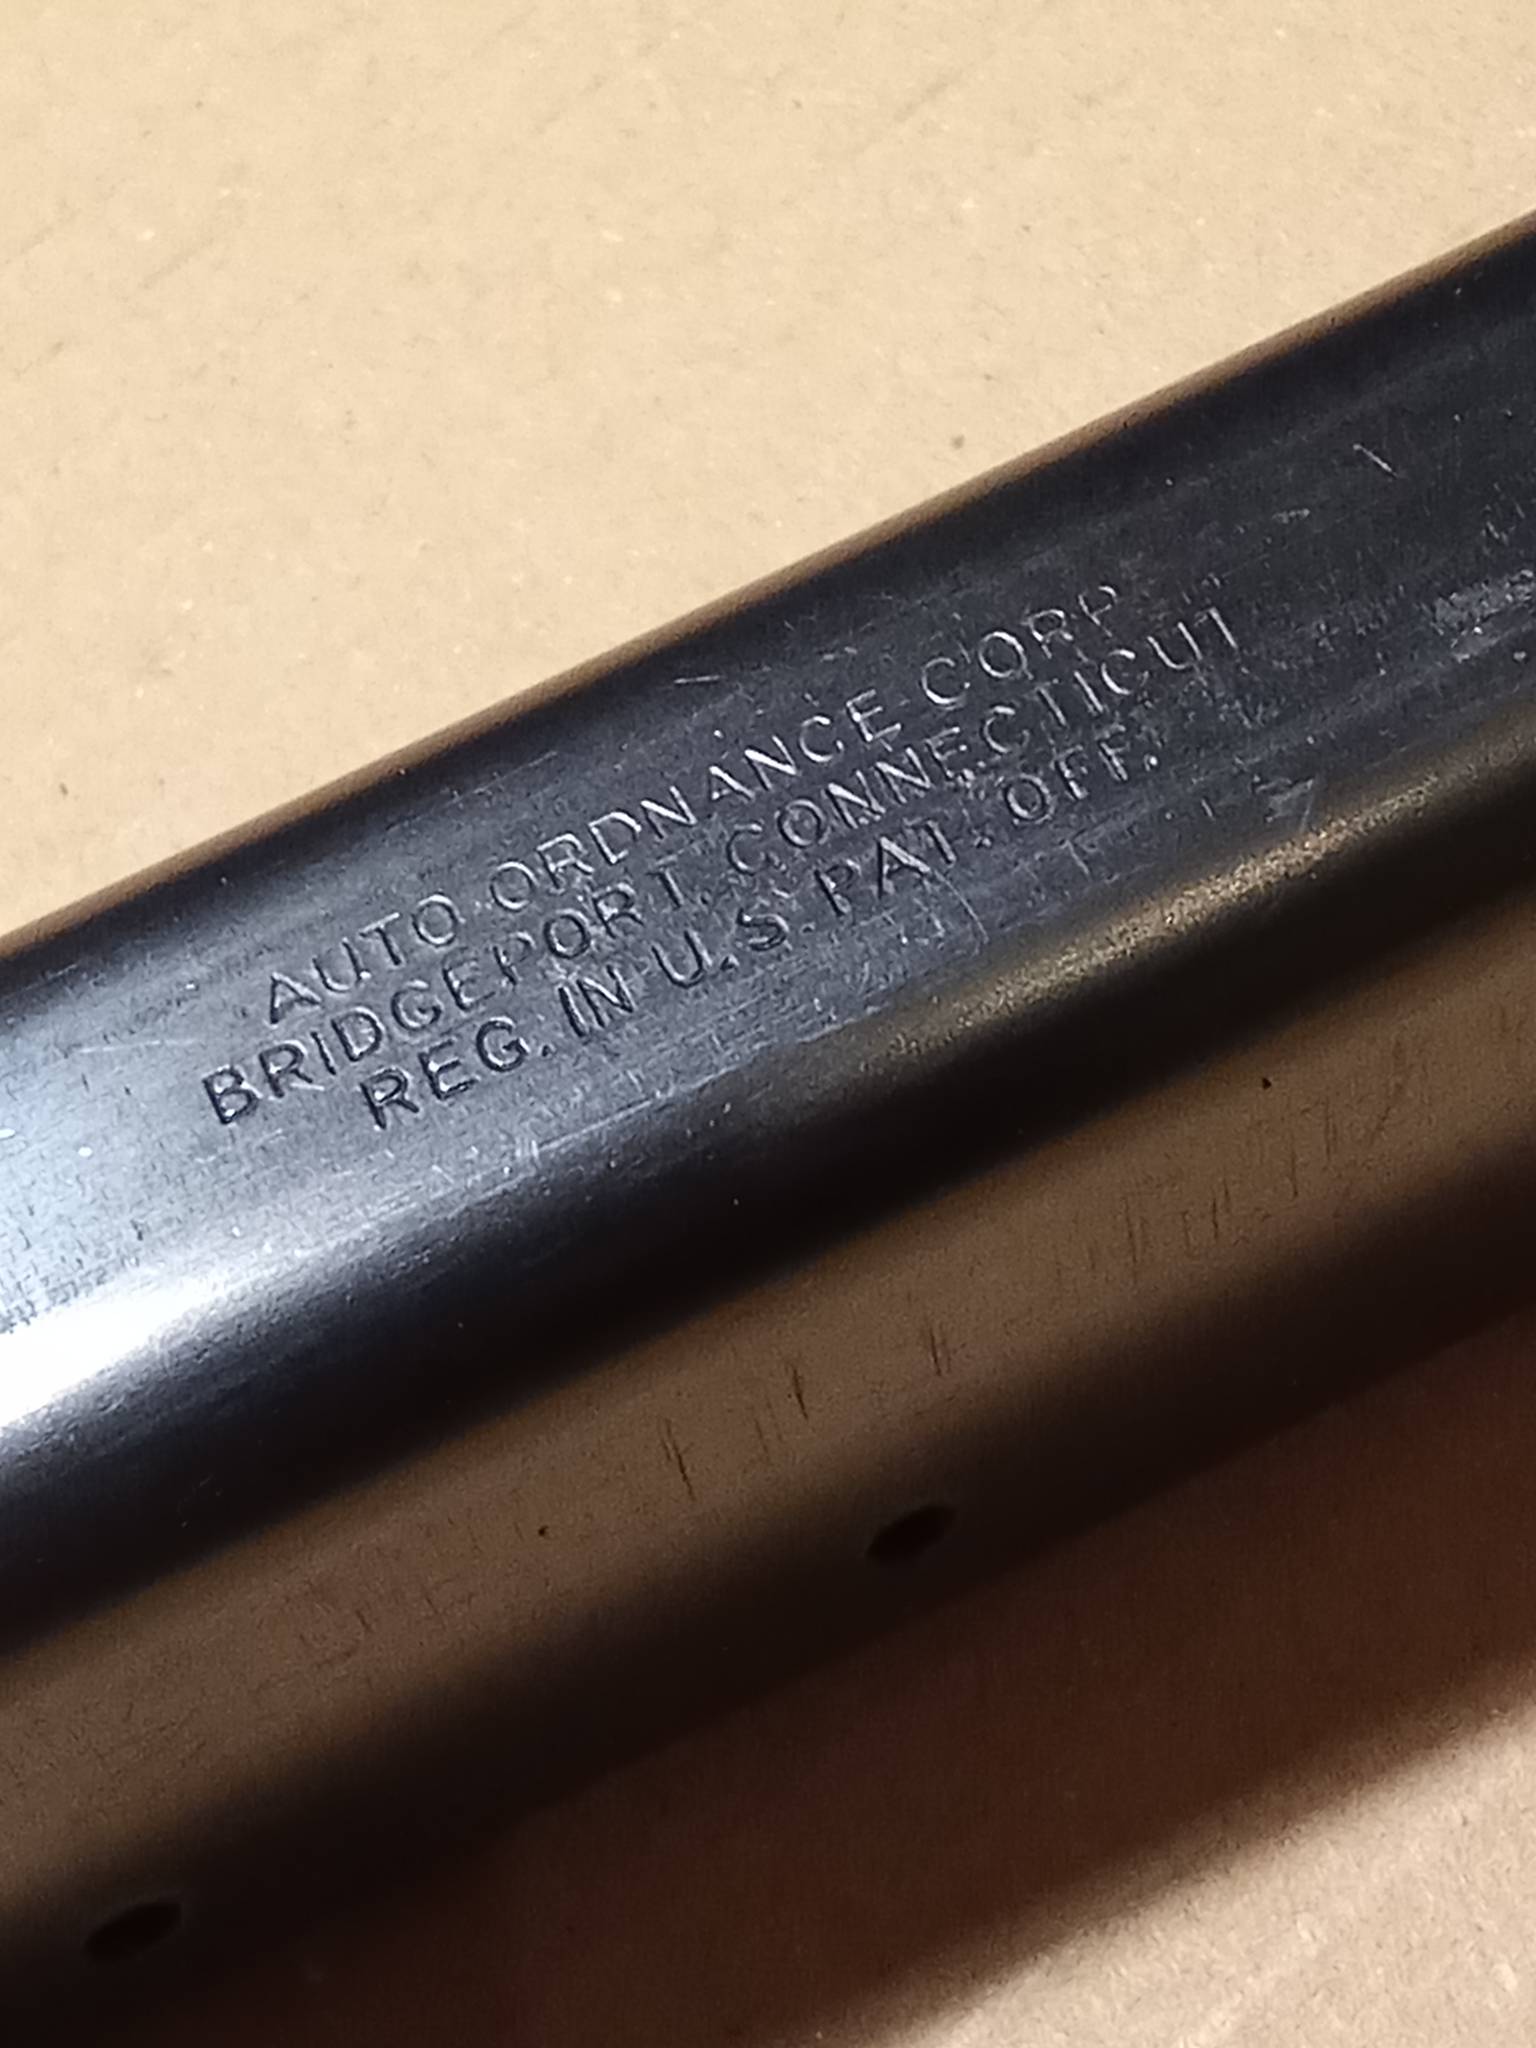 AUTO ORDNANCE CORP
BRIDGEPORT. CONNECTICUT
REG. IN U.S. PAT. OFF.